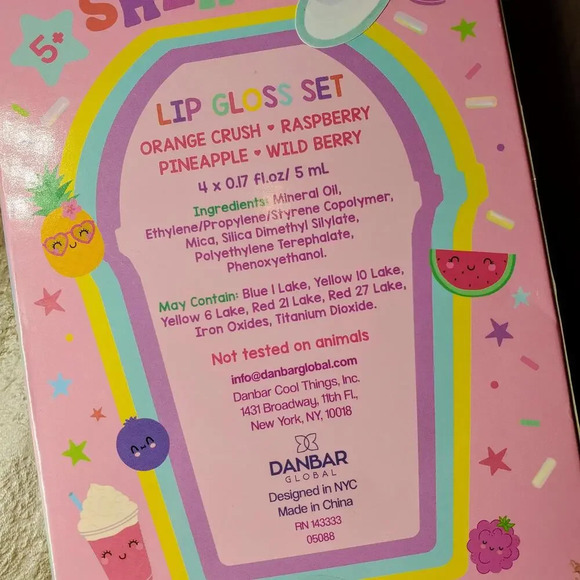 5+
LIP GLOSS SET
ORANGE CRUSH • RASPBERRY
PINEAPPLE • WILD BERRY
4 x 0.17 fl.oz/ 5 mL
Ingredients: Mineral Oil,
Ethylene/Propylene/Styrene Copolymer,
Mica, Silica Dimethyl Silylate,
Polyethylene Terephalate,
Phenoxyethanol.
May Contain: Blue 1 Lake, Yellow 10 Lake,
Yellow 6 Lake, Red 21 Lake, Red 27 Lake,
Iron Oxides, Titanium Dioxide.
Not tested on animals
info@danbarglobal.com
Danbar Cool Things, Inc.
1431 Broadway, 11th Fl.,
New York, NY, 10018
DANBAR
GLOBAL
Designed in NYC
Made in China
RN 143333
05088